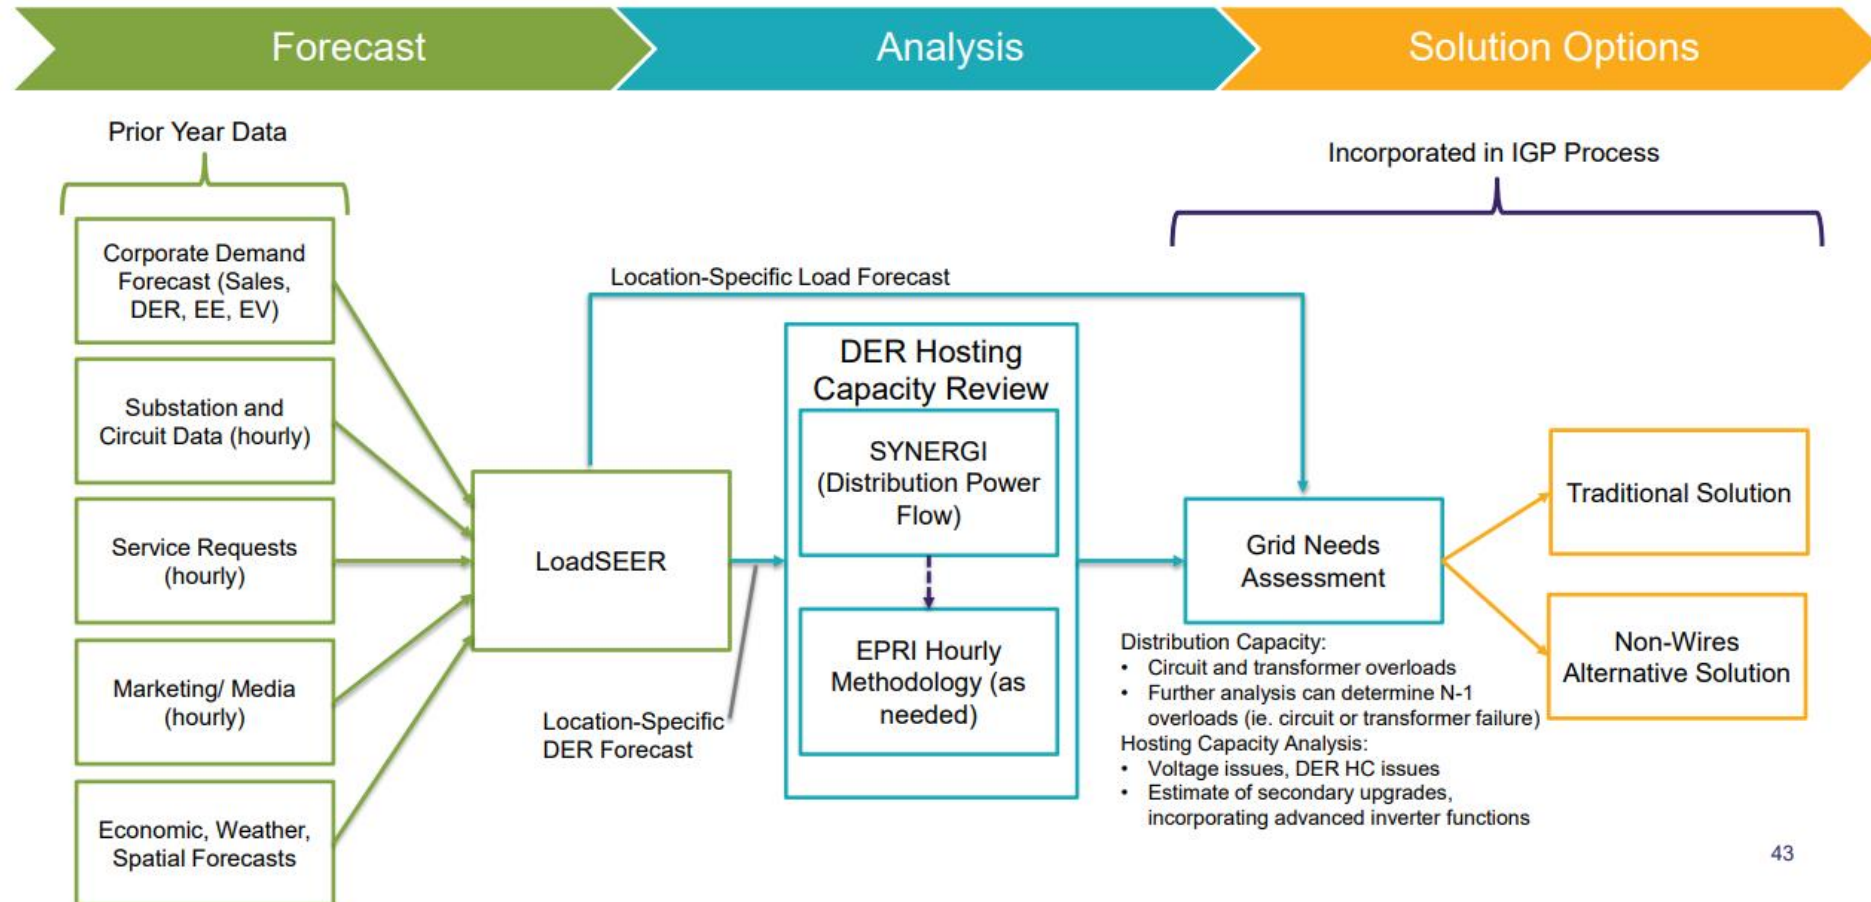 Forecast
Analysis
Solution Options
Prior Year Data
Incorporated in IGP Process
Corporate Demand
Forecast (Sales,
DER, EE, EV)
Substation and
Circuit Data (hourly)
Service Requests
(hourly)
Marketing/ Media
(hourly)
Economic, Weather,
Spatial Forecasts
LoadSEER
Location-Specific Load Forecast
Location-Specific
DER Forecast
DER Hosting
Capacity Review
SYNERGI
(Distribution Power
Flow)
EPRI Hourly
Methodology (as
needed)
Grid Needs
Assessment
Distribution Capacity:
• Circuit and transformer overloads
• Further analysis can determine N-1
overloads (ie. circuit or transformer failure)
Hosting Capacity Analysis:
• Voltage issues, DER HC issues
• Estimate of secondary upgrades,
incorporating advanced inverter functions
Traditional Solution
Non-Wires
Alternative Solution
43